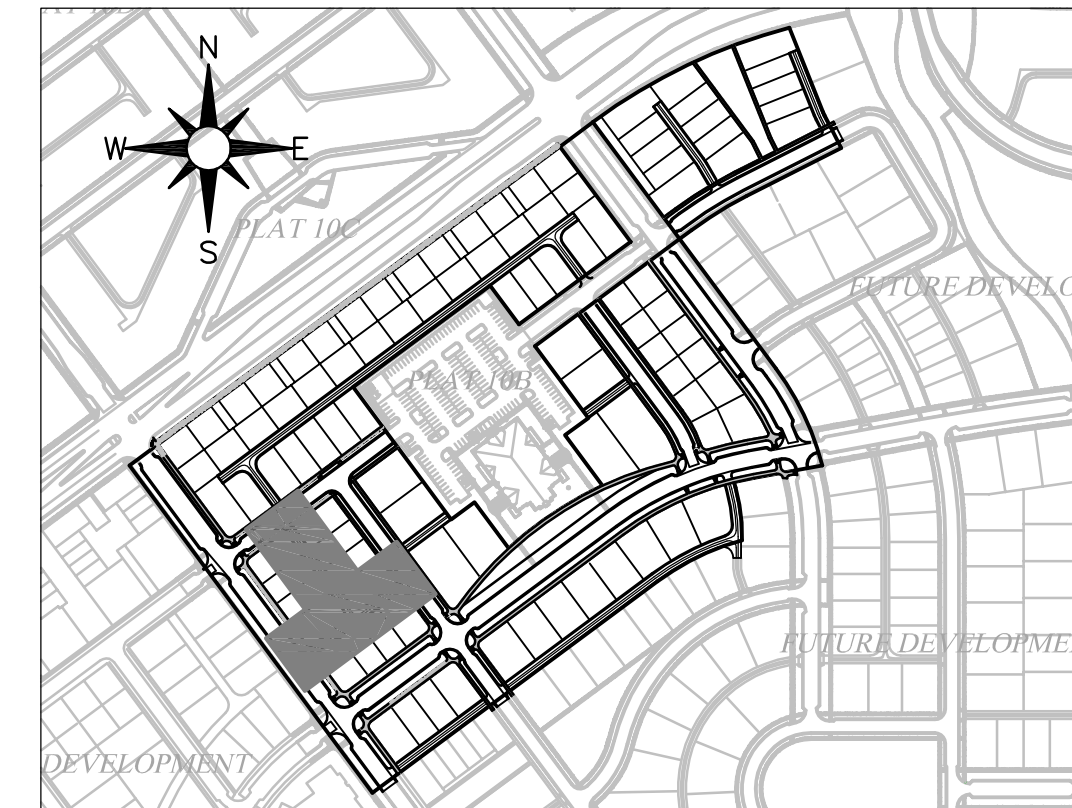 N
W E
S
PLAT 10C
FUTURE DEVELO
PLAT 10B
FUTURE DEVELOPME
DEVELOPMENT